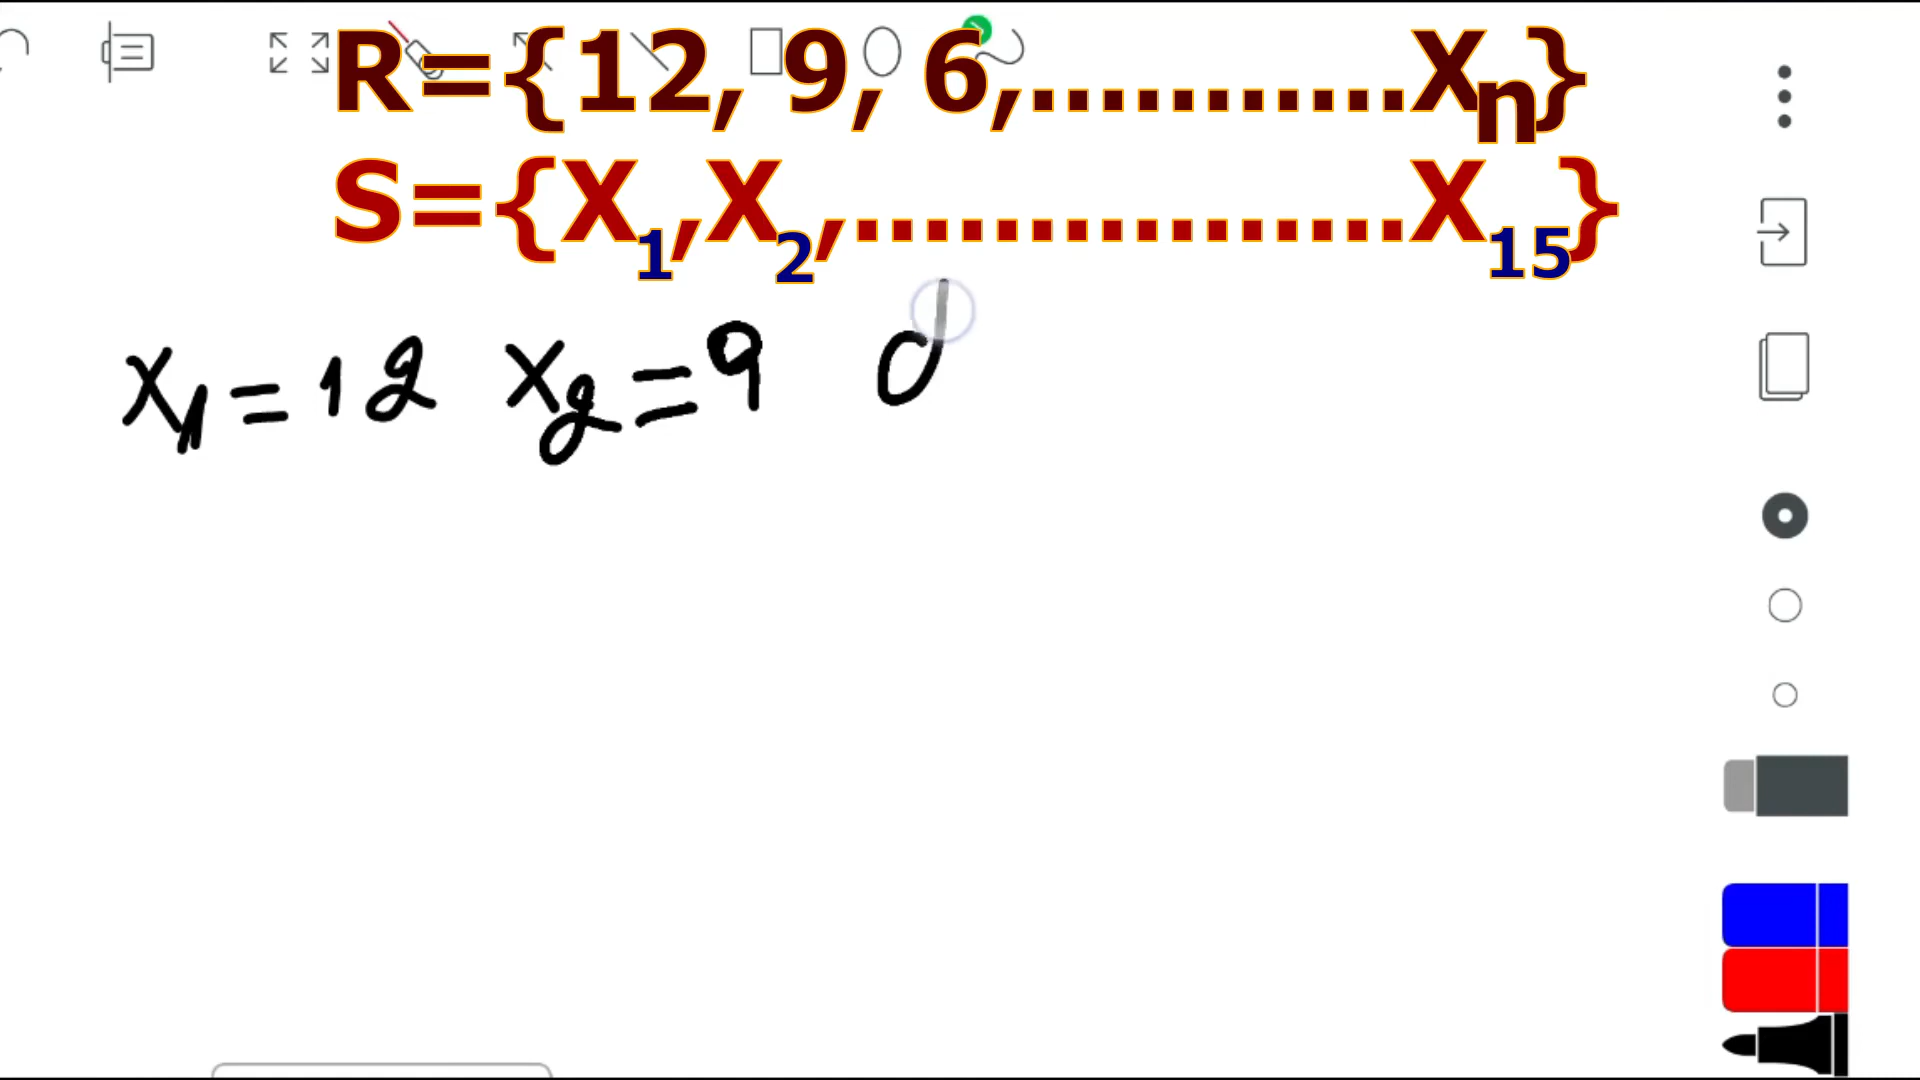 R={12, 9, 6,...........Xn}
S={X1,X2,................X15}
x1=12 x2=9 d